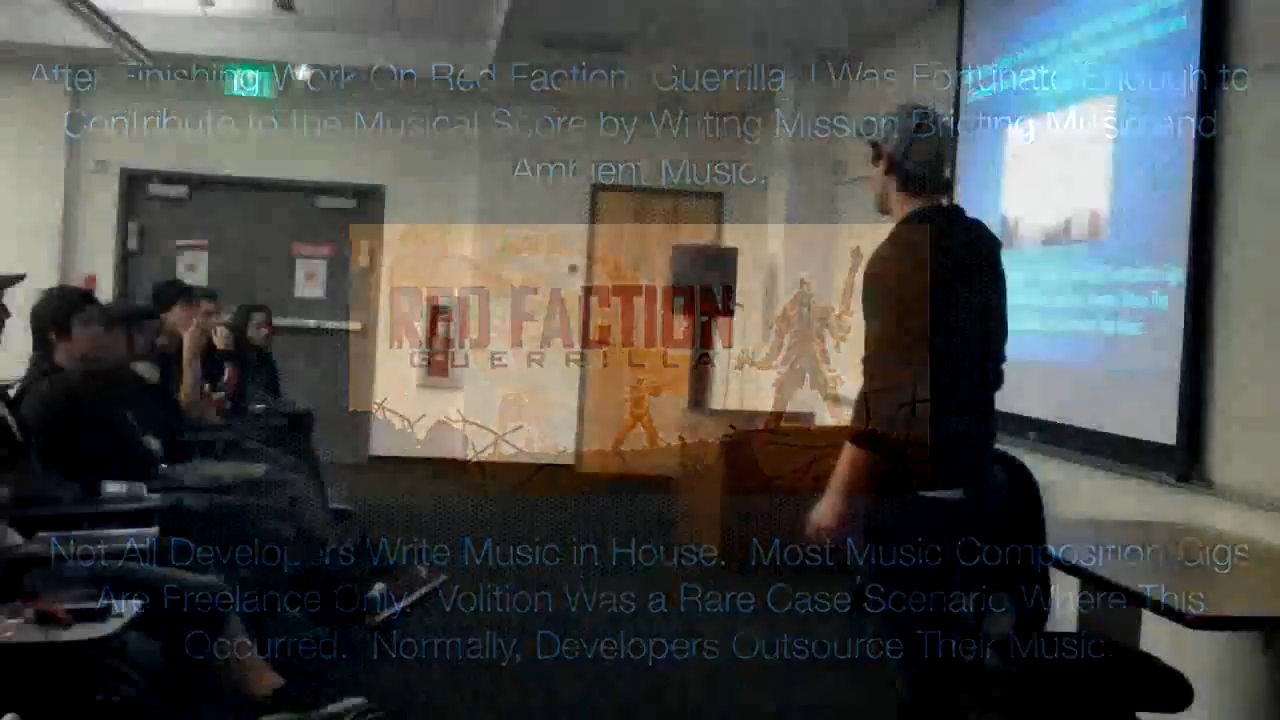 After Finishing Work On Red Faction: Guerrilla, I Was Fortunate Enough to
Contribute to the Musical Score by Writing Mission Briefing Music and
Ambient Music.
RED FACTION
GUERRILLA
Not All Developers Write Music in House. Most Music Composition Gigs
Are Freelance Only. Volition Was a Rare Case Scenario Where This
Occurred. Normally, Developers Outsource Their Music.